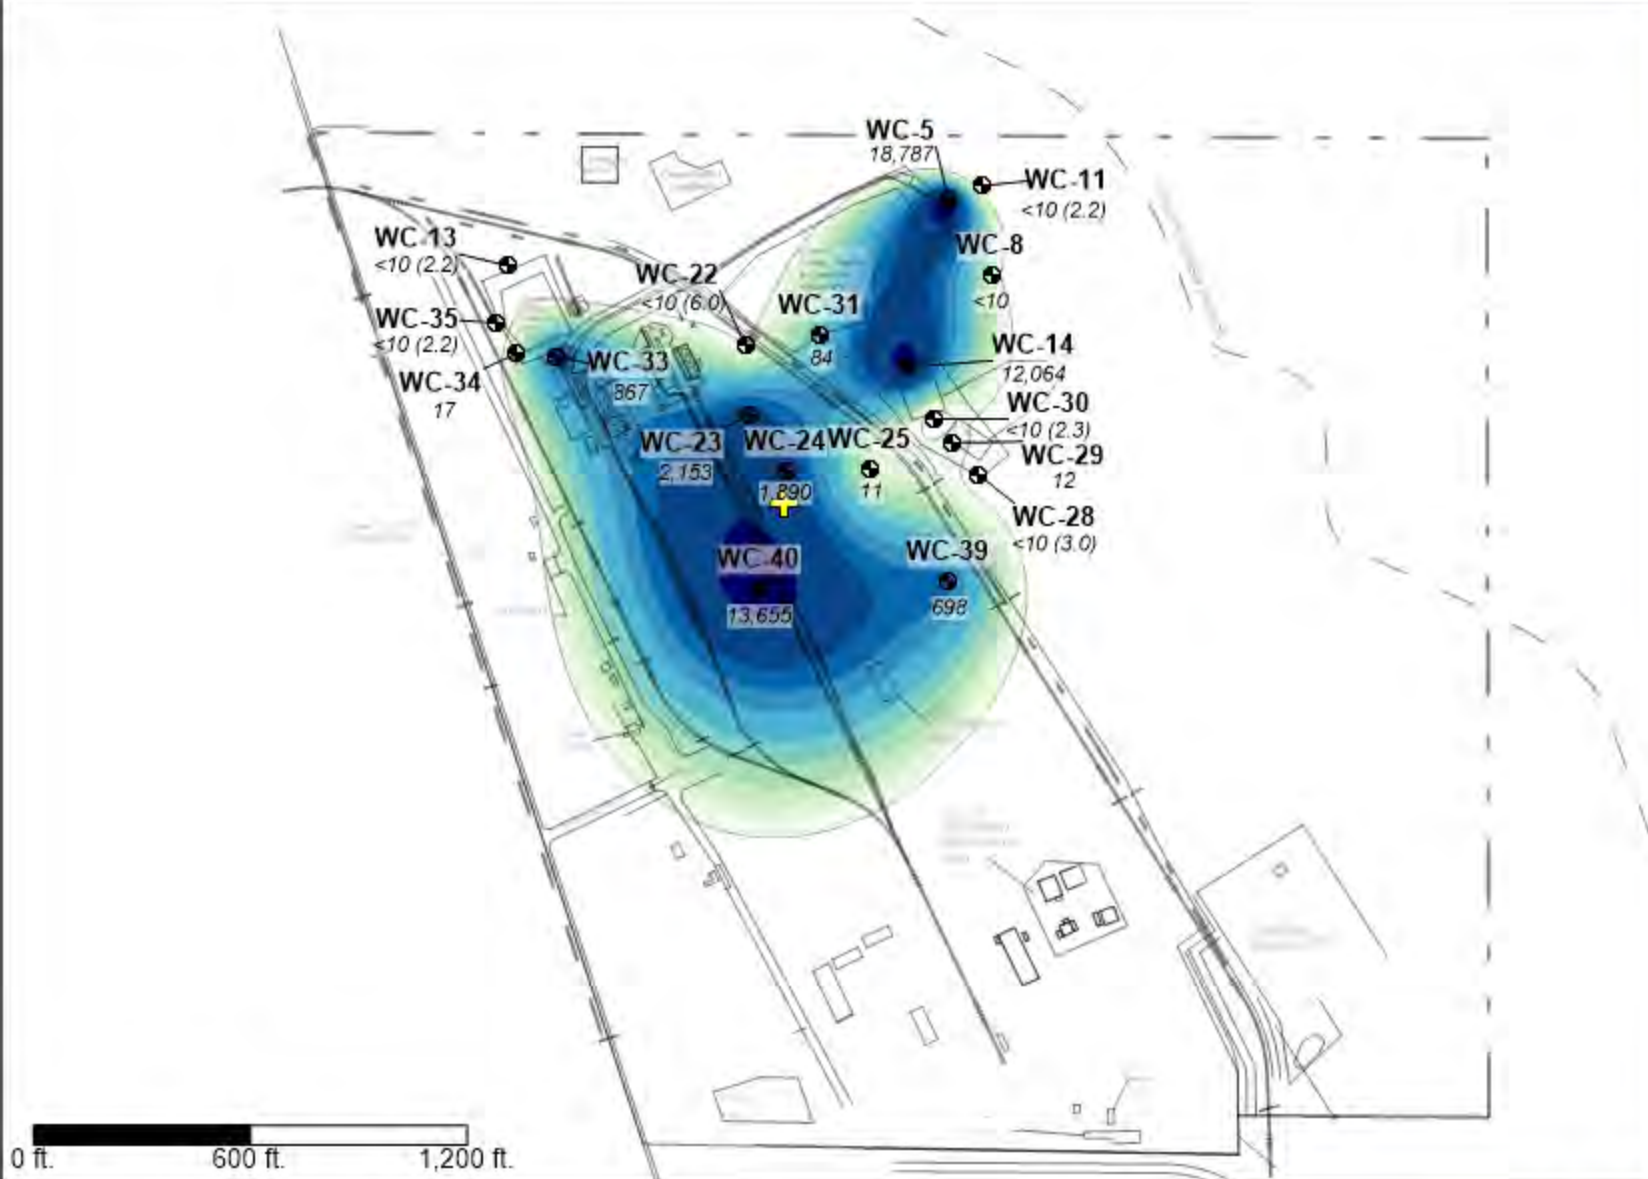 WC-5
18,787
WC-11
<10 (2.2)
WC-13
<10 (2.2)
WC-8
<10
WC-22
<10 (6.0)
WC-31
84
WC-35
<10 (2.2)
WC-14
12,064
WC-33
867
WC-34
17
WC-30
<10 (2.3)
WC-23
2,153
WC-24
1,890
WC-25
11
WC-29
12
WC-28
<10 (3.0)
WC-40
13,655
WC-39
698
0 ft. 600 ft. 1,200 ft.